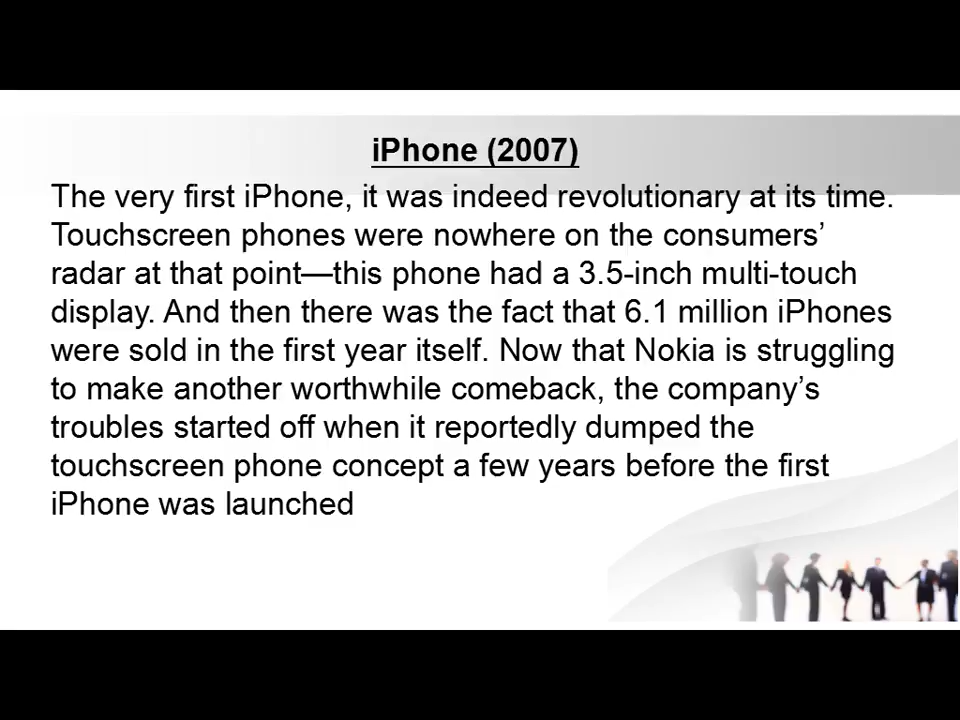 iPhone (2007)
The very first iPhone, it was indeed revolutionary at its time.
Touchscreen phones were nowhere on the consumers’
radar at that point—this phone had a 3.5-inch multi-touch
display. And then there was the fact that 6.1 million iPhones
were sold in the first year itself. Now that Nokia is struggling
to make another worthwhile comeback, the company’s
troubles started off when it reportedly dumped the
touchscreen phone concept a few years before the first
iPhone was launched